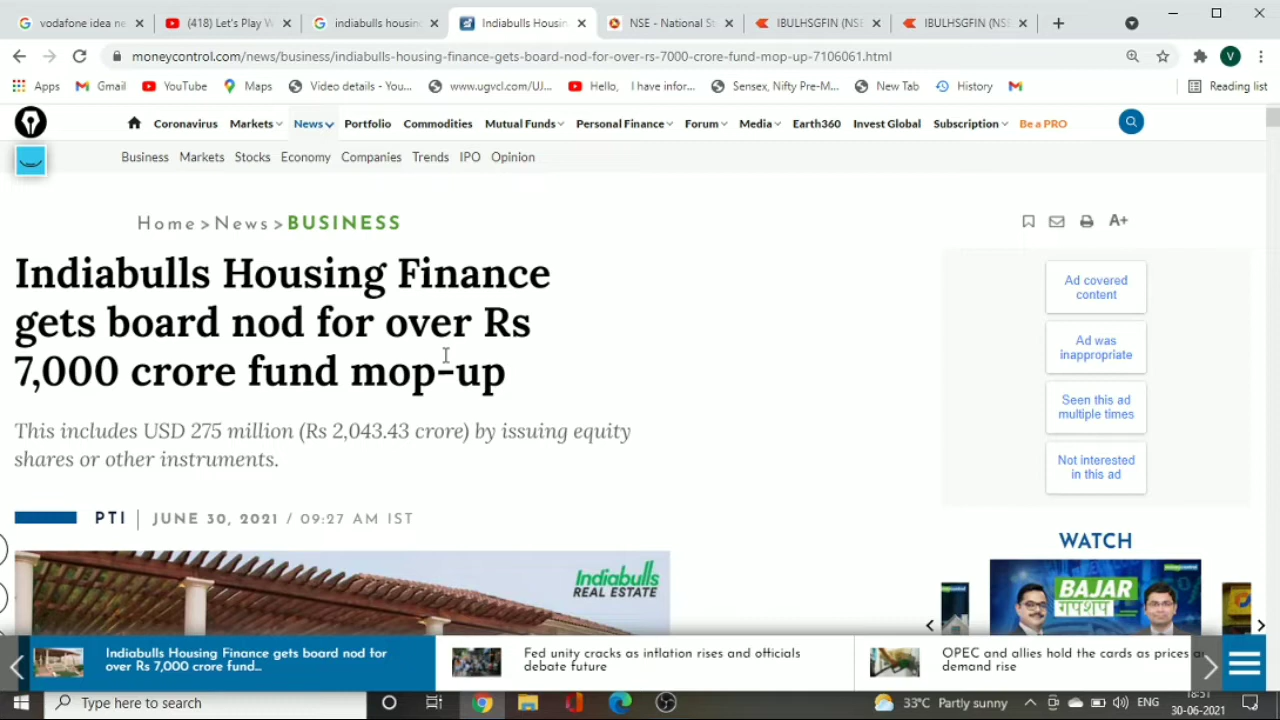 vodafone idea ne
(418) Let's Play W
indiabulls housing
Indiabulls Housin
NSE - National St
IBULHSGFIN (NSE
IBULHSGFIN (NSE
moneycontrol.com/news/business/indiabulls-housing-finance-gets-board-nod-for-over-rs-7000-crore-fund-mop-up-7106061.html
V
Apps
Gmail
YouTube
Maps
Video details - You...
www.ugvcl.com/UJ...
Hello, I have infor...
Sensex, Nifty Pre-M...
New Tab
History
Reading list
Coronavirus Markets News Portfolio Commodities Mutual Funds Personal Finance Forum Media Earth360 Invest Global Subscription Be a PRO
Business Markets Stocks Economy Companies Trends IPO Opinion
Home > News > BUSINESS
A+
Indiabulls Housing Finance
gets board nod for over Rs
7,000 crore fund mop-up
This includes USD 275 million (Rs 2,043.43 crore) by issuing equity
shares or other instruments.
PTI | JUNE 30, 2021 / 09:27 AM IST
Ad covered
content
Ad was
inappropriate
Seen this ad
multiple times
Not interested
in this ad
WATCH
Indiabulls
REAL ESTATE
BAJAR
गपशप
Indiabulls Housing Finance gets board nod for
over Rs 7,000 crore fund...
Fed unity cracks as inflation rises and officials
debate future
OPEC and allies hold the cards as prices a
demand rise
Type here to search
33°C Partly sunny
ENG
18:51
30-06-2021